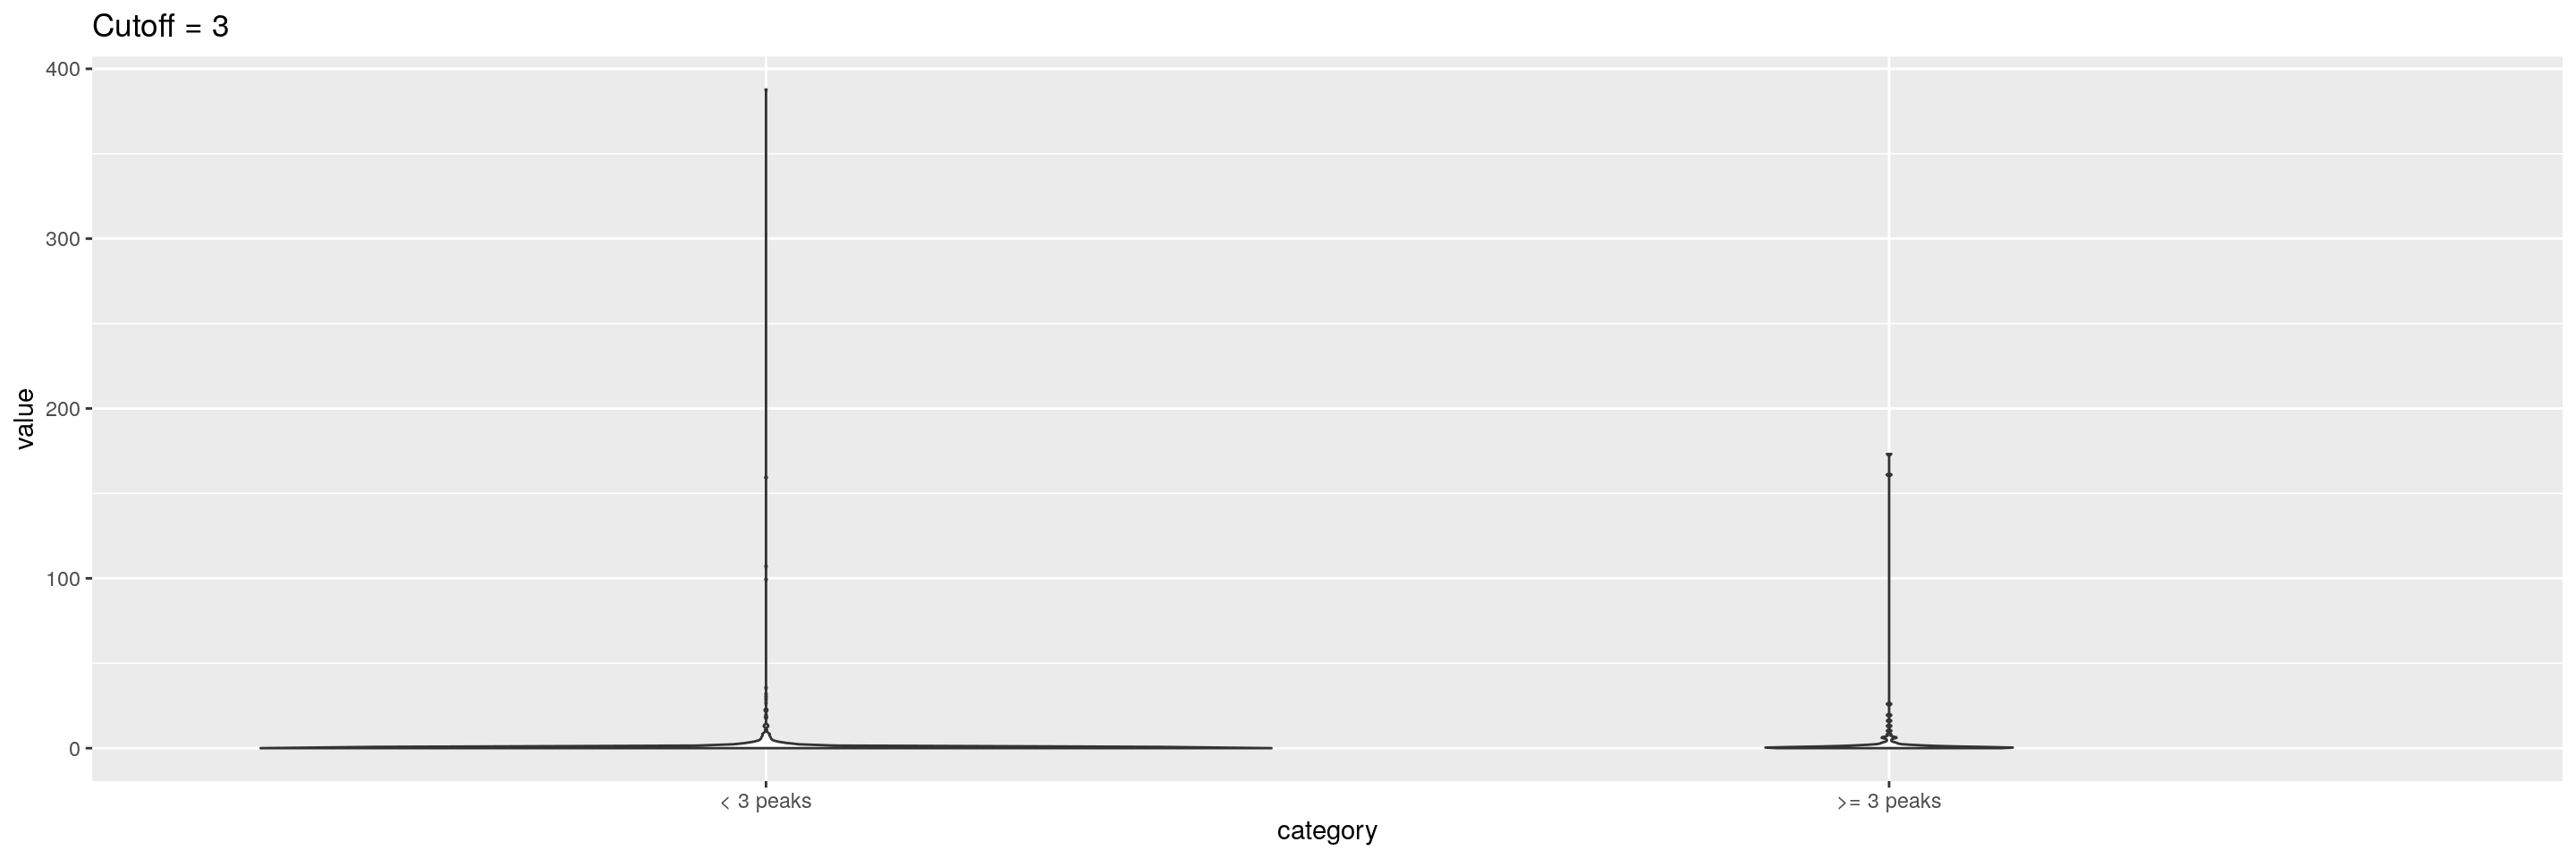 Cutoff = 3
400
300
200
100
0
value
< 3 peaks
>= 3 peaks
category